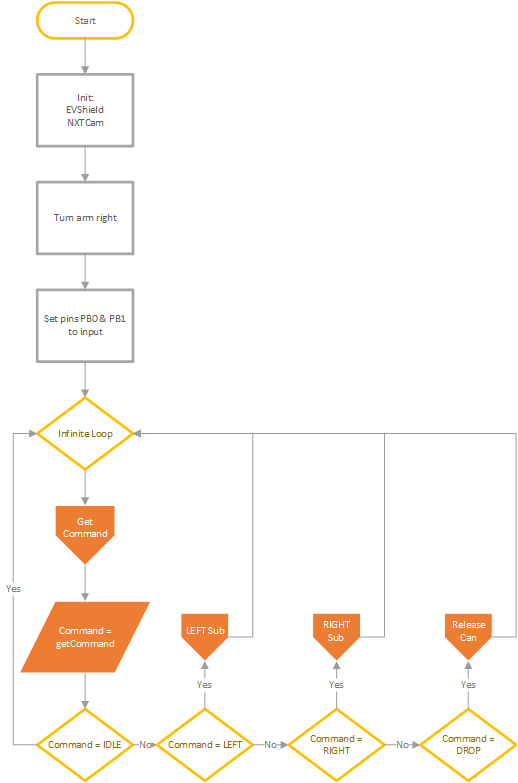 Start
Init:
EVShield
NXTCam
Turn arm right
Set pins PB0 & PB1
to input
Infinite Loop
Get
Command
Yes
Command =
getCommand
LEFT Sub
RIGHT
Sub
Release
Can
Yes
Yes
Yes
Command = IDLE
No
Command = LEFT
No
Command =
RIGHT
No
Command =
DROP